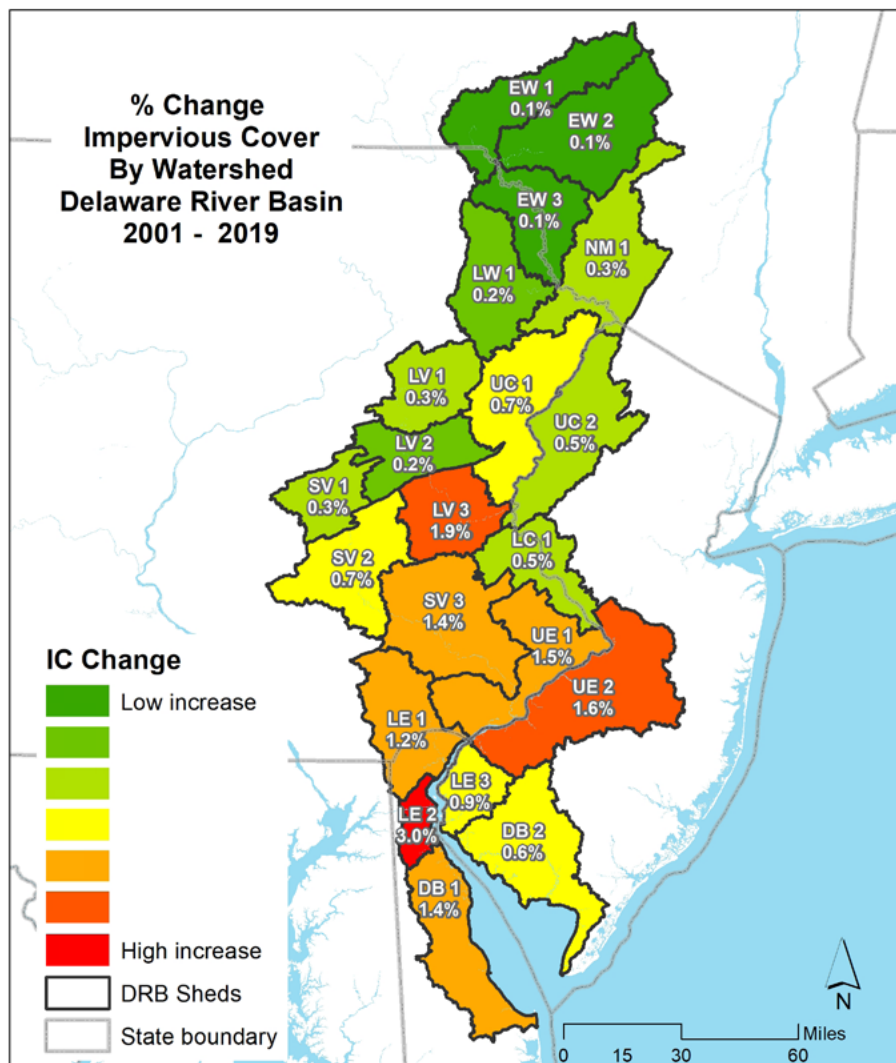 % Change
Impervious Cover
By Watershed
Delaware River Basin
2001 - 2019
EW 1
0.1%
EW 2
0.1%
EW 3
0.1%
NM 1
0.3%
LW 1
0.2%
LV 1
0.3%
UC 1
0.7%
UC 2
0.5%
LV 2
0.2%
SV 1
0.3%
LV 3
1.9%
LC 1
0.5%
SV 2
0.7%
SV 3
1.4%
UE 1
1.5%
UE 2
1.6%
LE 1
1.2%
LE 3
0.9%
LE 2
3.0%
DB 2
0.6%
DB 1
1.4%
IC Change
Low increase
High increase
DRB Sheds
State boundary
N
Miles
0 15 30 60